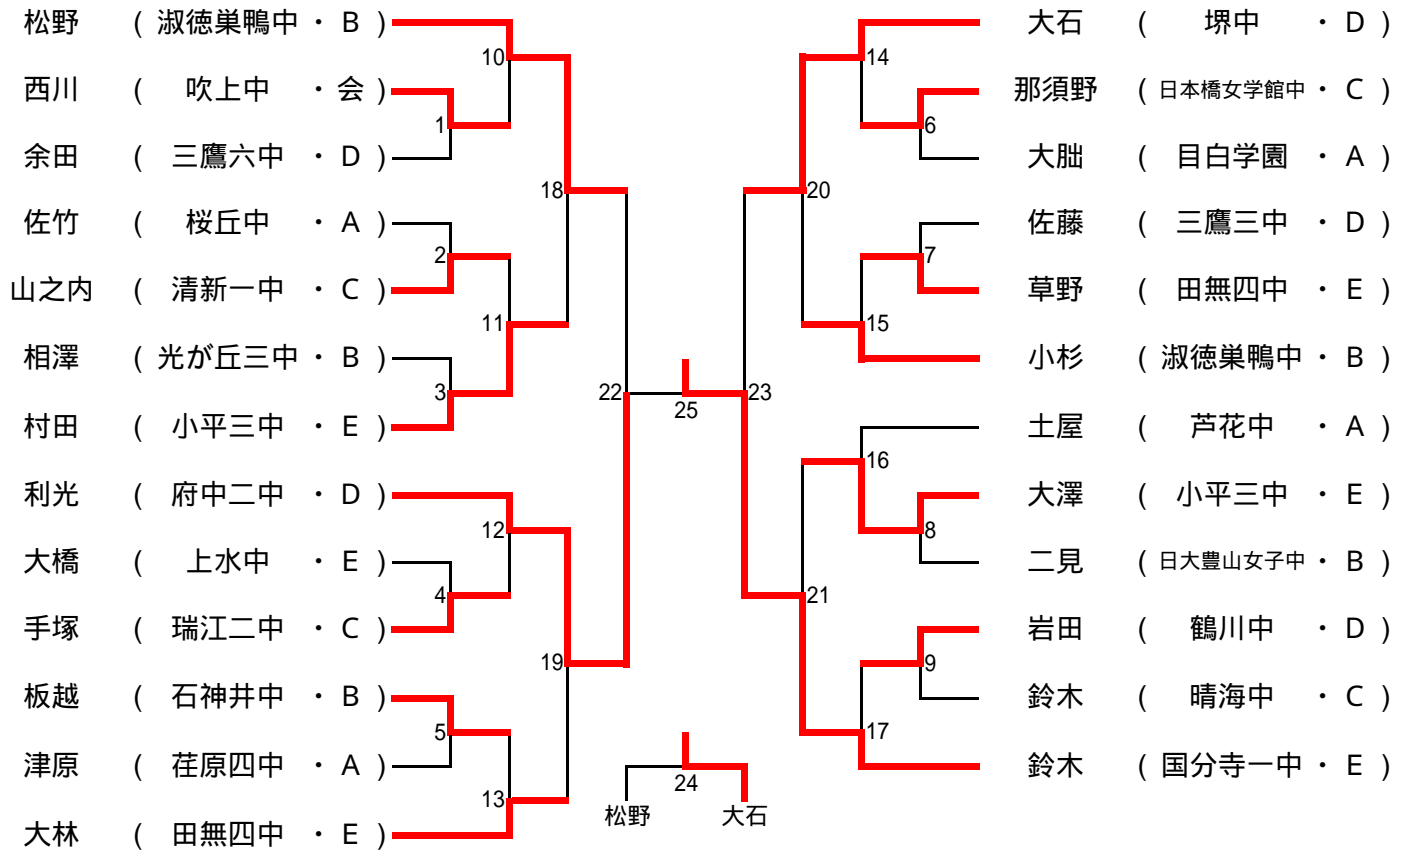 松野 ( 淑徳巣鴨中 ・ B )
西川 ( 吹上中 ・ 会 )
余田 ( 三鷹六中 ・ D )
佐竹 ( 桜丘中 ・ A )
山之内 ( 清新一中 ・ C )
相澤 ( 光が丘三中 ・ B )
村田 ( 小平三中 ・ E )
利光 ( 府中二中 ・ D )
大橋 ( 上水中 ・ E )
手塚 ( 瑞江二中 ・ C )
板越 ( 石神井中 ・ B )
津原 ( 荏原四中 ・ A )
大林 ( 田無四中 ・ E )
1
2
3
4
5
10
11
12
13
18
19
22
25
23
24
松野 大石
20
21
14
15
16
17
6
7
8
9
大石 ( 堺中 ・ D )
那須野 ( 日本橋女学館中 ・ C )
大朏 ( 目白学園 ・ A )
佐藤 ( 三鷹三中 ・ D )
草野 ( 田無四中 ・ E )
小杉 ( 淑徳巣鴨中 ・ B )
土屋 ( 芦花中 ・ A )
大澤 ( 小平三中 ・ E )
二見 ( 日大豊山女子中 ・ B )
岩田 ( 鶴川中 ・ D )
鈴木 ( 晴海中 ・ C )
鈴木 ( 国分寺一中 ・ E )